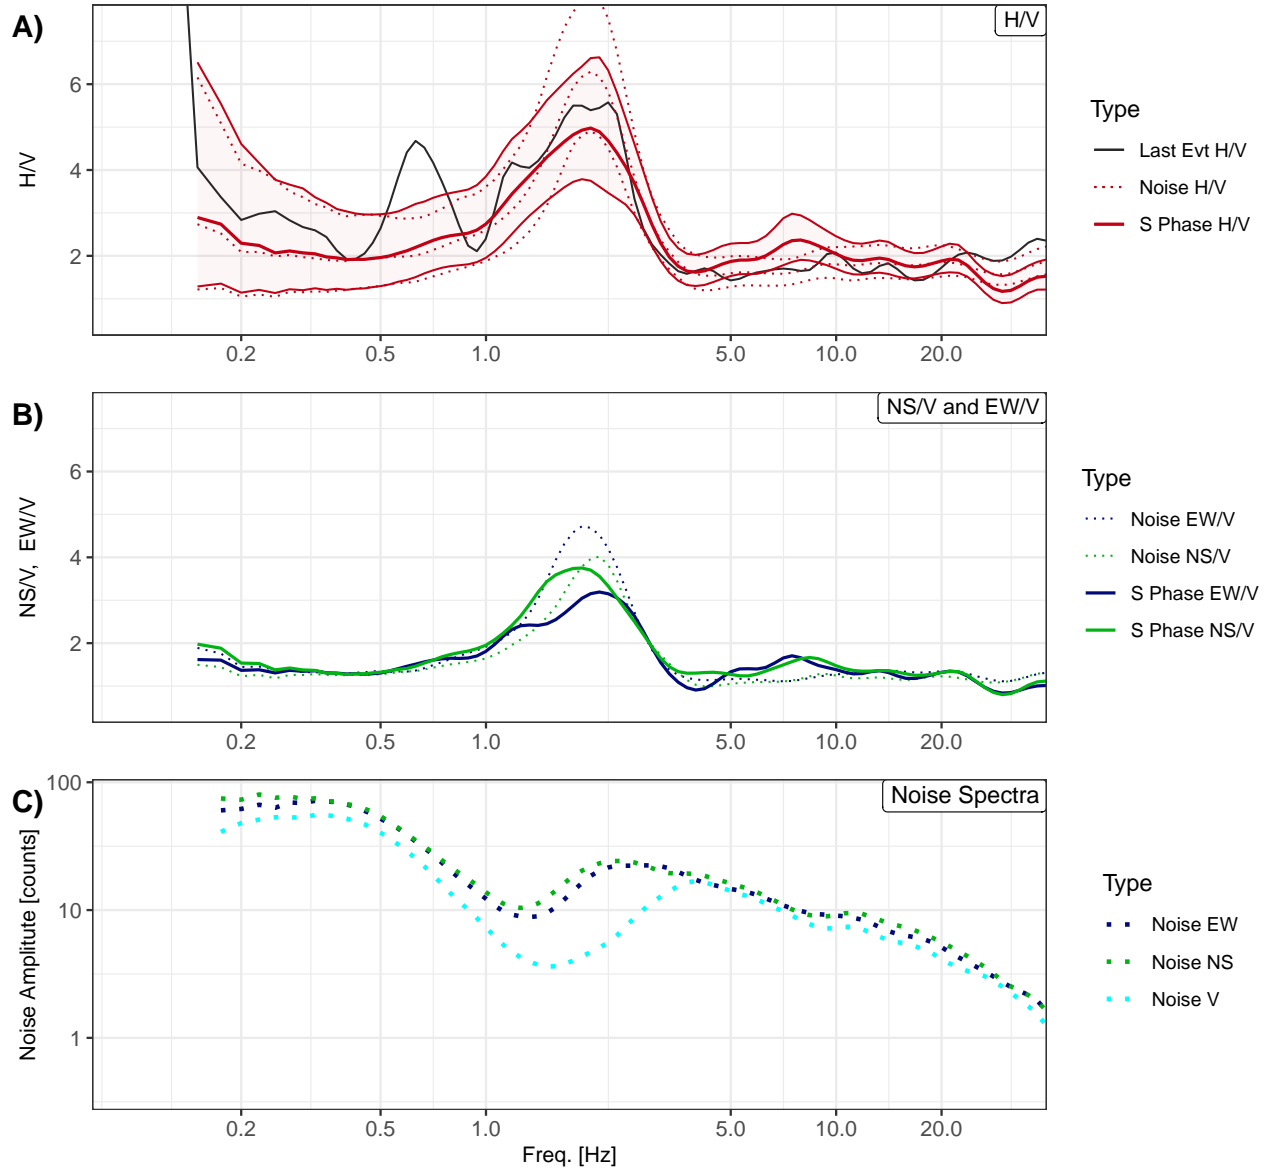 A)
H/V
6
4
2
H/V
0.2 0.5 1.0 5.0 10.0 20.0
Type
Last Evt H/V
Noise H/V
S Phase H/V
B)
NS/V and EW/V
6
4
2
NS/V, EW/V
0.2 0.5 1.0 5.0 10.0 20.0
Type
Noise EW/V
Noise NS/V
S Phase EW/V
S Phase NS/V
C)
Noise Spectra
100
10
1
Noise Amplitute [counts]
0.2 0.5 1.0 5.0 10.0 20.0
Freq. [Hz]
Type
Noise EW
Noise NS
Noise V